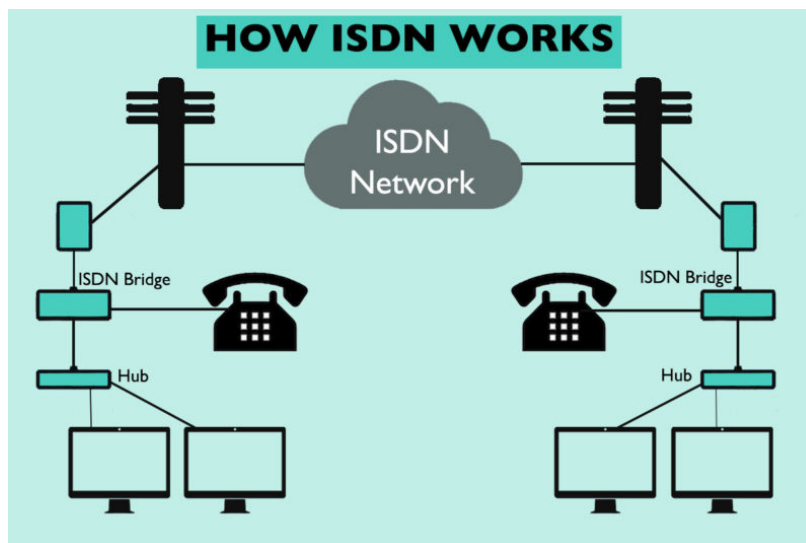 HOW ISDN WORKS
ISDN
Network
ISDN Bridge
ISDN Bridge
Hub
Hub